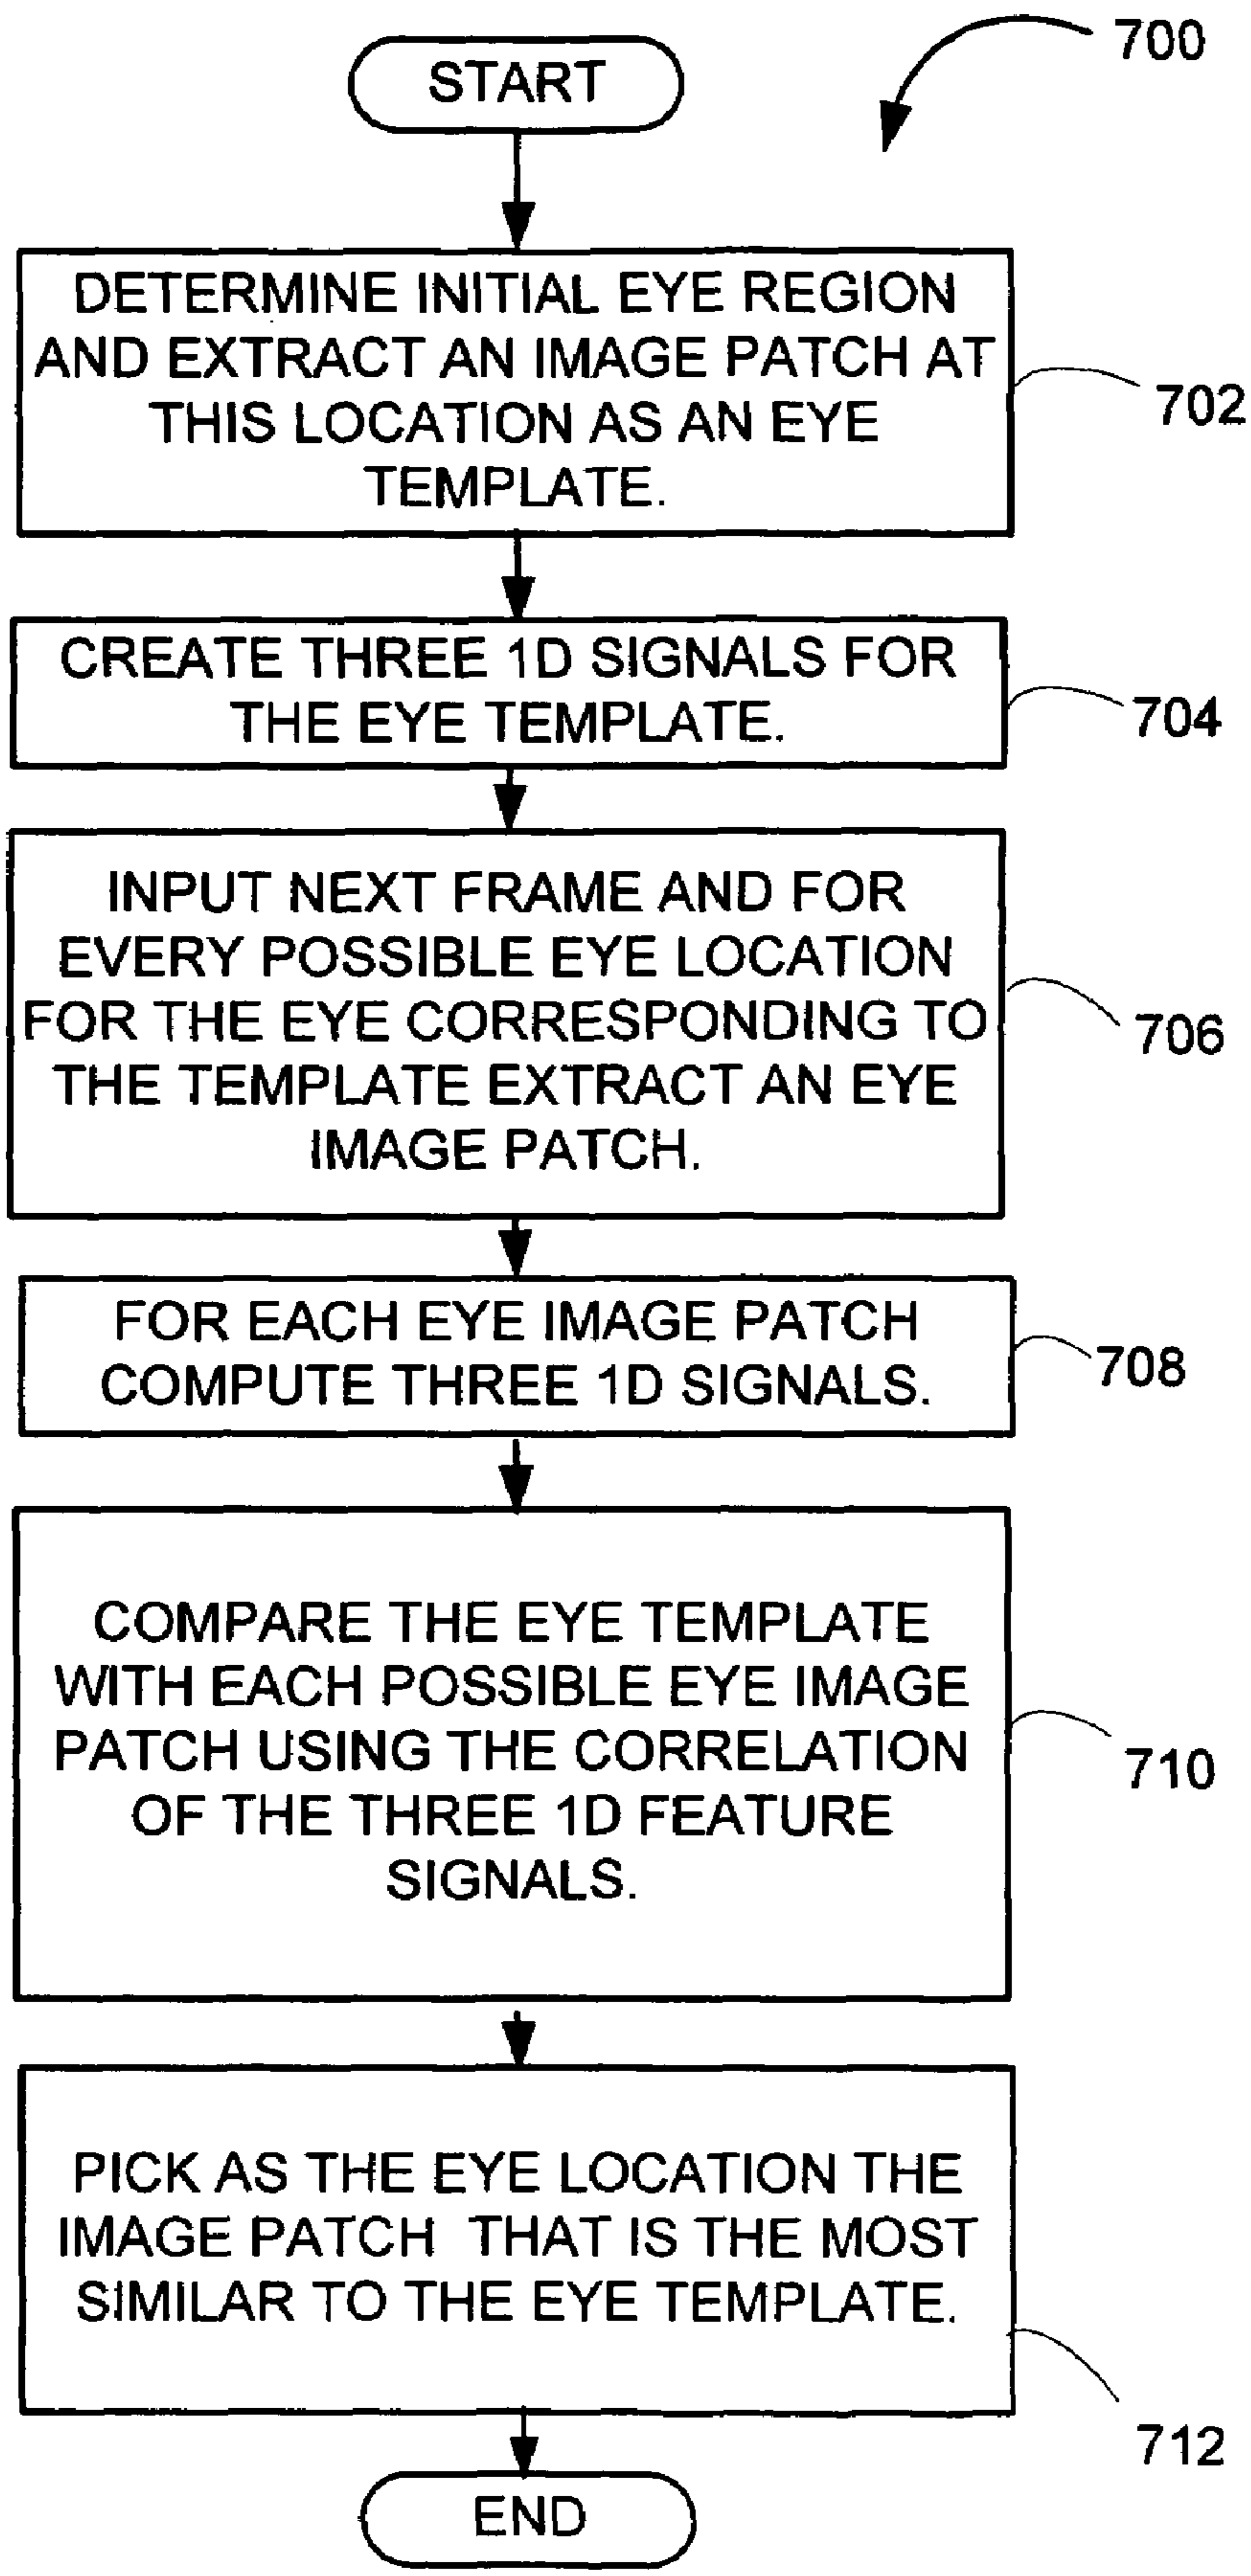 700
START
DETERMINE INITIAL EYE REGION
AND EXTRACT AN IMAGE PATCH AT
THIS LOCATION AS AN EYE
TEMPLATE.
702
CREATE THREE 1D SIGNALS FOR
THE EYE TEMPLATE.
704
INPUT NEXT FRAME AND FOR
EVERY POSSIBLE EYE LOCATION
FOR THE EYE CORRESPONDING TO
THE TEMPLATE EXTRACT AN EYE
IMAGE PATCH.
706
FOR EACH EYE IMAGE PATCH
COMPUTE THREE 1D SIGNALS.
708
COMPARE THE EYE TEMPLATE
WITH EACH POSSIBLE EYE IMAGE
PATCH USING THE CORRELATION
OF THE THREE 1D FEATURE
SIGNALS.
710
PICK AS THE EYE LOCATION THE
IMAGE PATCH THAT IS THE MOST
SIMILAR TO THE EYE TEMPLATE.
712
END